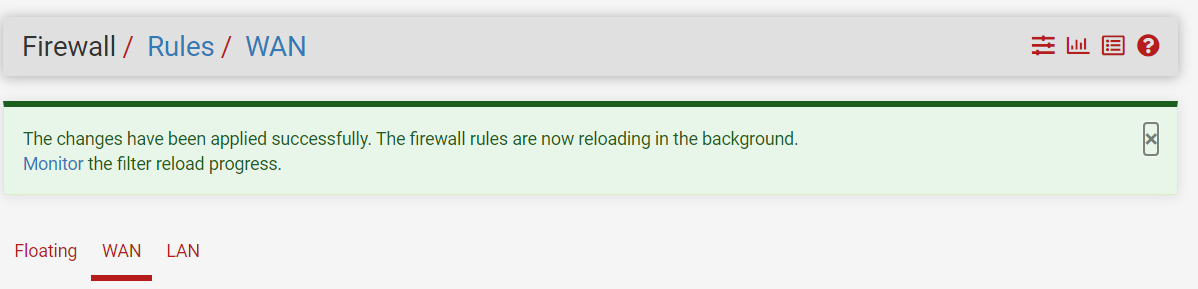 Firewall / Rules / WAN
The changes have been applied successfully. The firewall rules are now reloading in the background.
Monitor the filter reload progress.
Floating WAN LAN